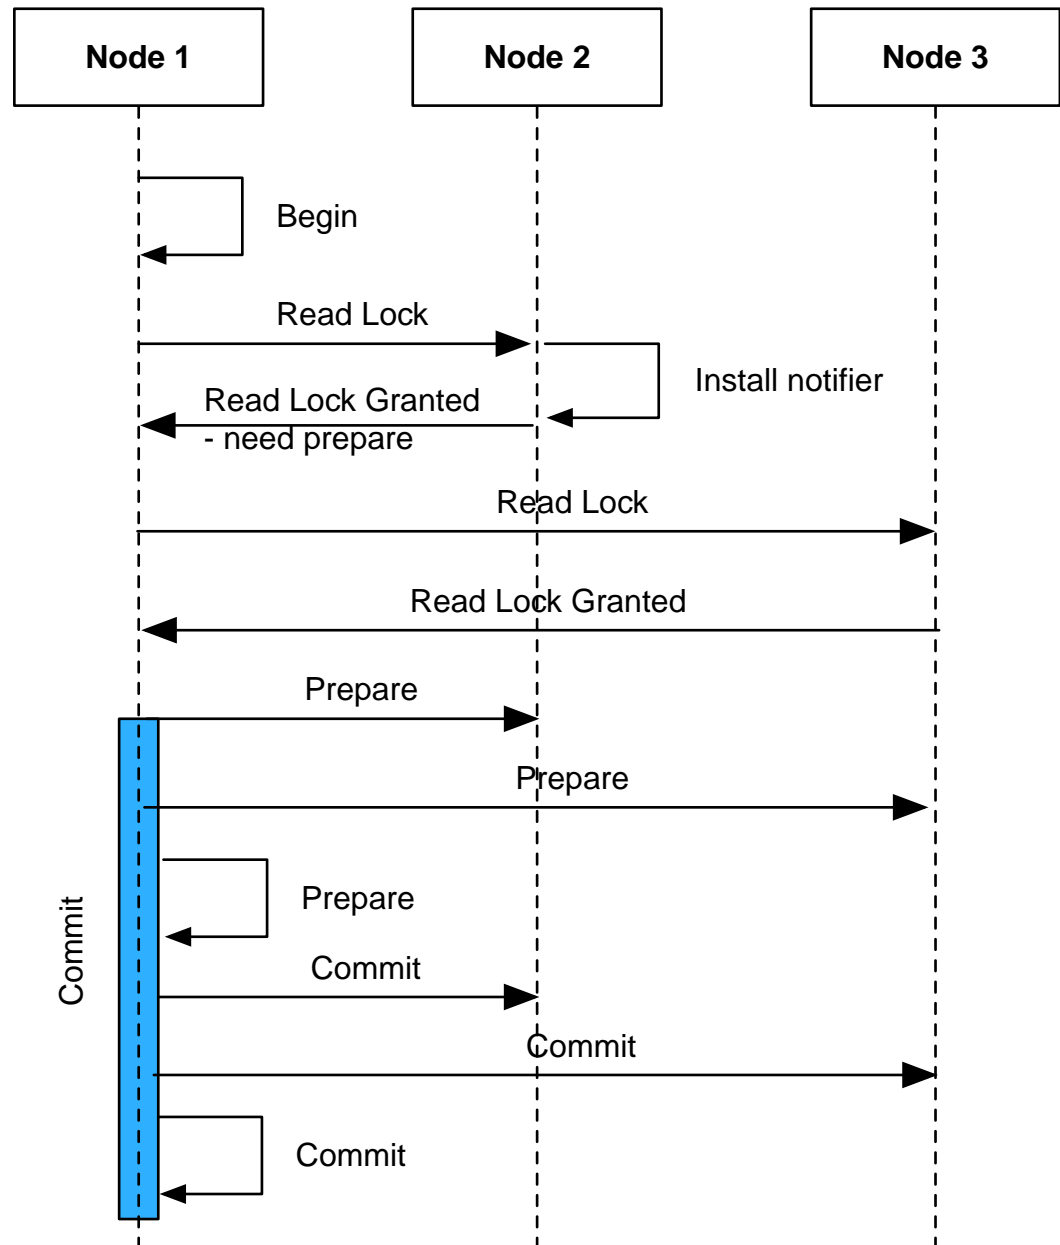 Node 1
Node 2
Node 3
Begin
Read Lock
Install notifier
Read Lock Granted
- need prepare
Read Lock
Read Lock Granted
Prepare
Prepare
Prepare
Commit
Commit
Commit
Commit